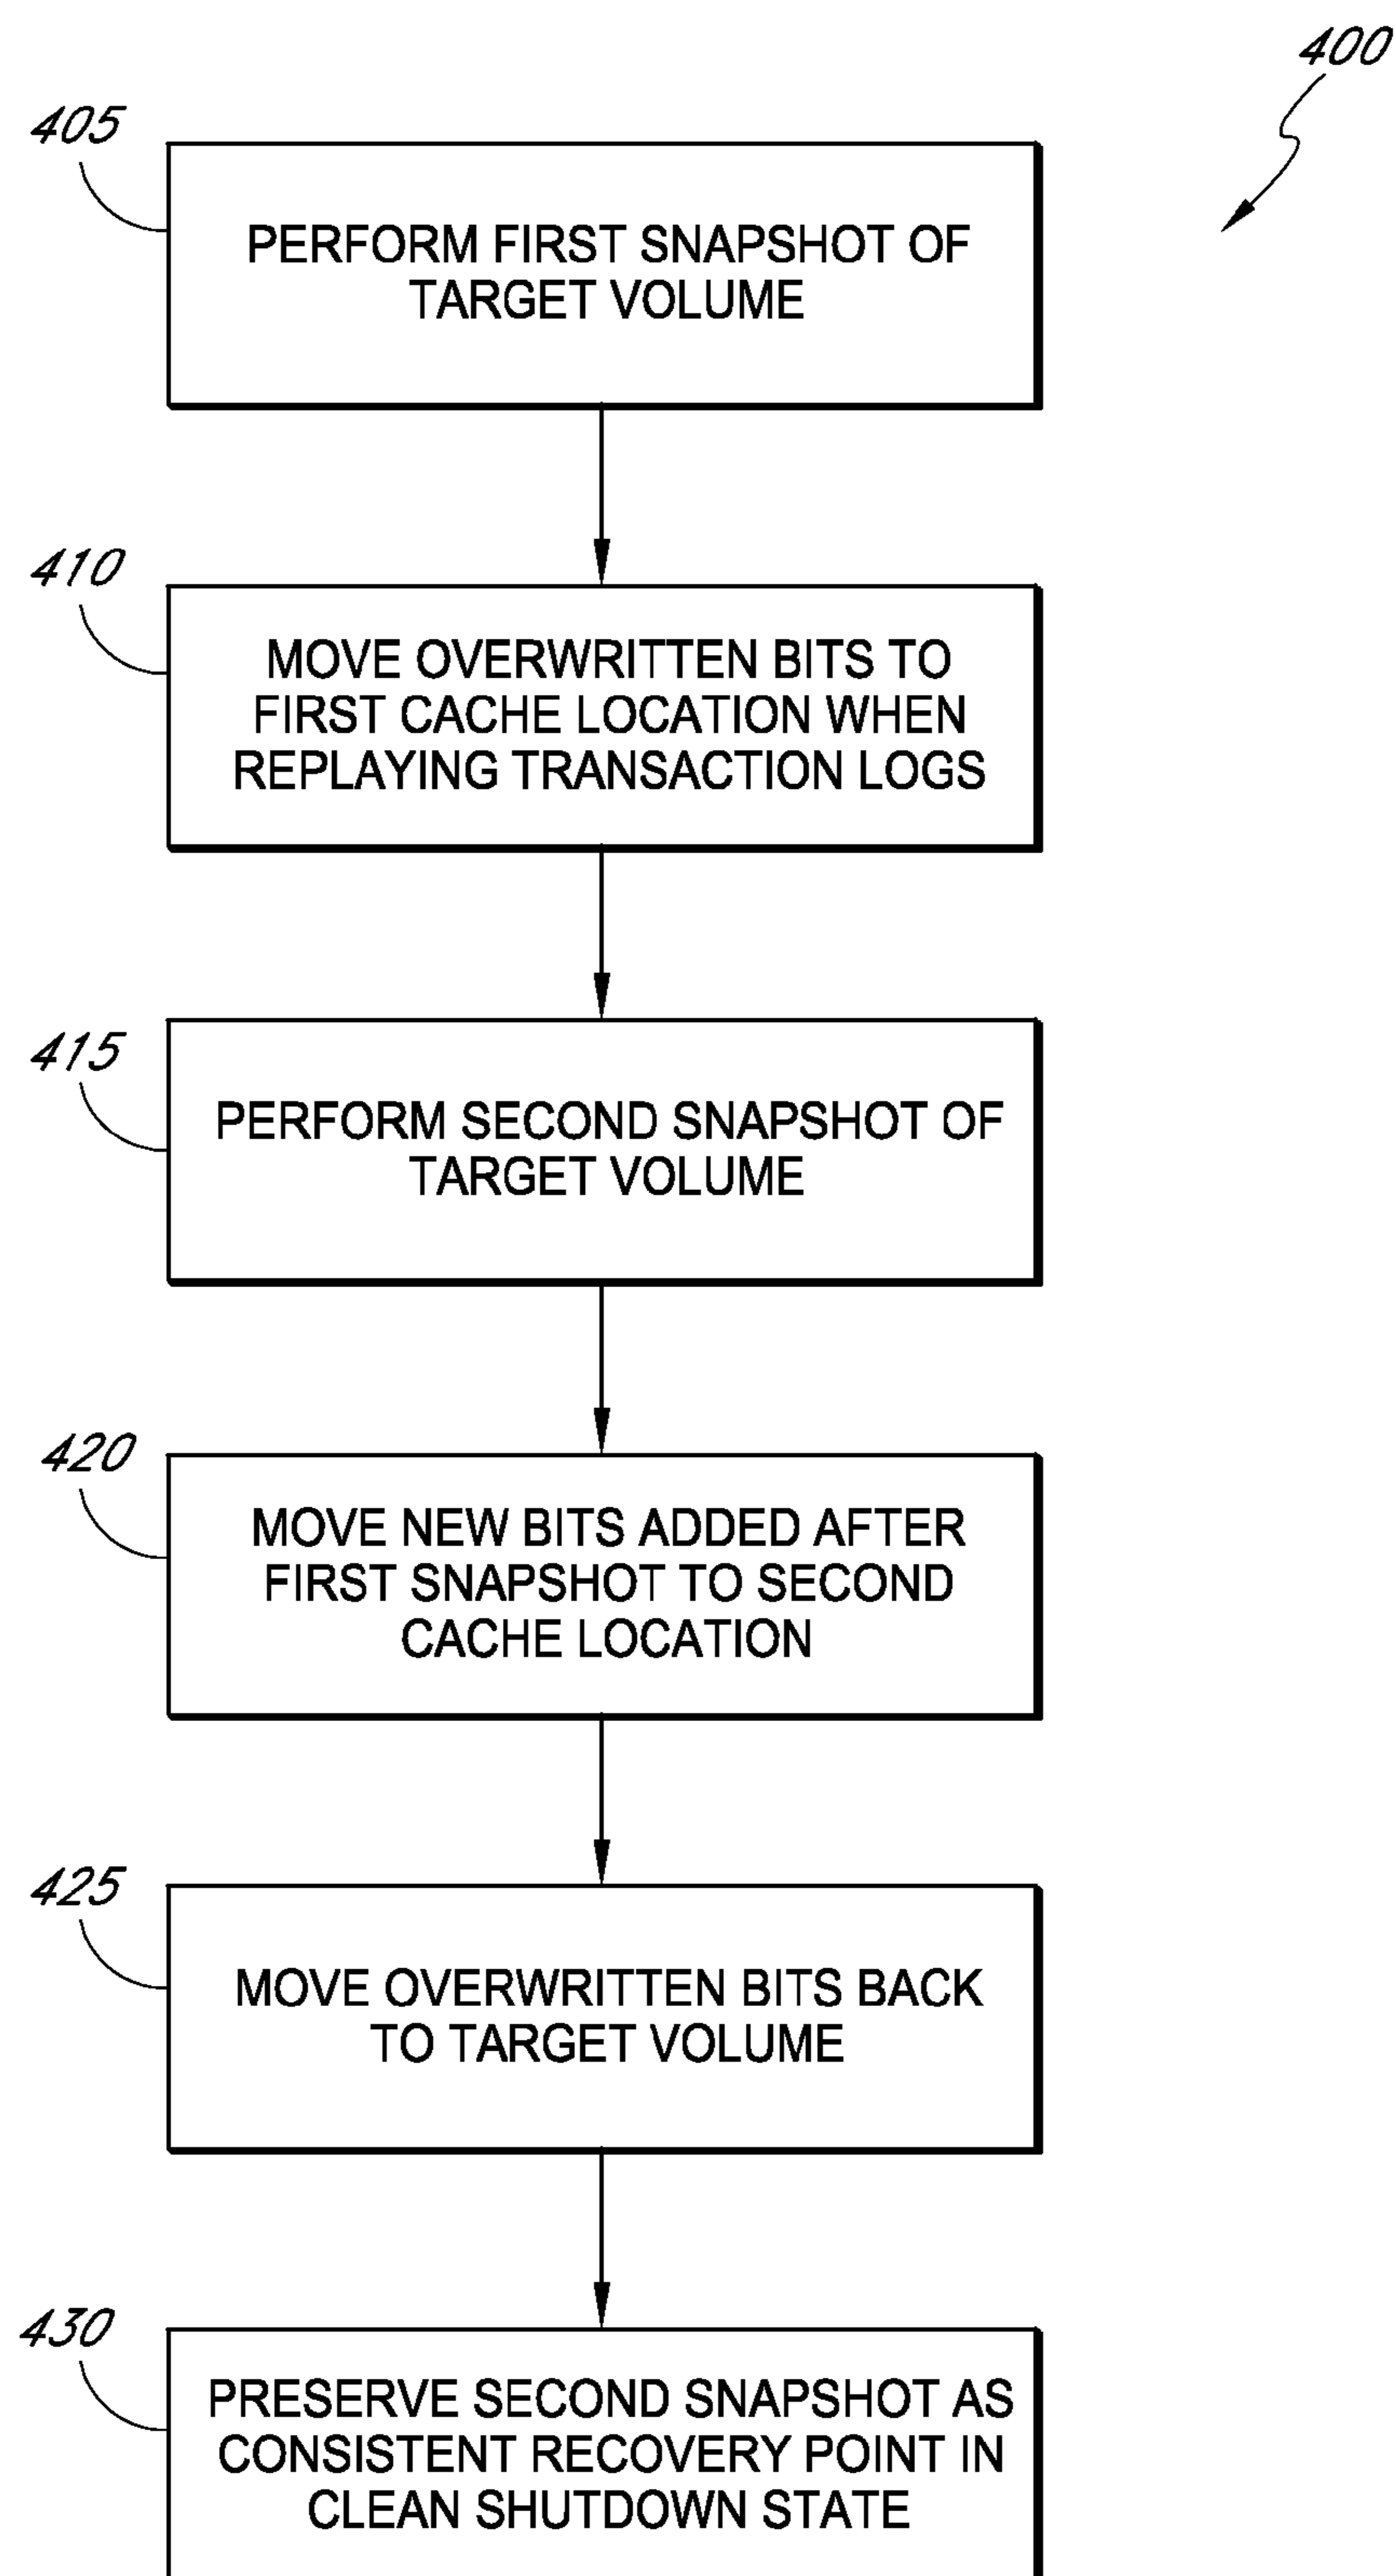 400
405
PERFORM FIRST SNAPSHOT OF
TARGET VOLUME
410
MOVE OVERWRITTEN BITS TO
FIRST CACHE LOCATION WHEN
REPLAYING TRANSACTION LOGS
415
PERFORM SECOND SNAPSHOT OF
TARGET VOLUME
420
MOVE NEW BITS ADDED AFTER
FIRST SNAPSHOT TO SECOND
CACHE LOCATION
425
MOVE OVERWRITTEN BITS BACK
TO TARGET VOLUME
430
PRESERVE SECOND SNAPSHOT AS
CONSISTENT RECOVERY POINT IN
CLEAN SHUTDOWN STATE